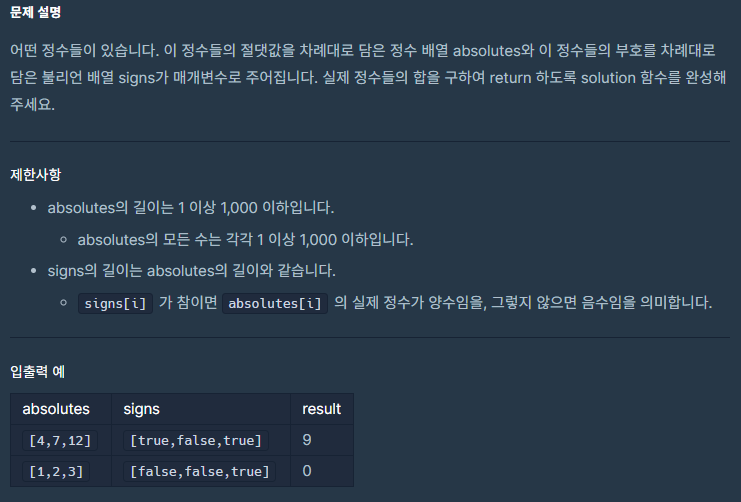 문제 설명
어떤 정수들이 있습니다. 이 정수들의 절댓값을 차례대로 담은 정수 배열 absolutes와 이 정수들의 부호를 차례대로
담은 불리언 배열 signs가 매개변수로 주어집니다. 실제 정수들의 합을 구하여 return 하도록 solution 함수를 완성해
주세요.
제한사항
• absolutes의 길이는 1 이상 1,000 이하입니다.
◦ absolutes의 모든 수는 각각 1 이상 1,000 이하입니다.
• signs의 길이는 absolutes의 길이와 같습니다.
◦ signs[i] 가 참이면 absolutes[i] 의 실제 정수가 양수임을, 그렇지 않으면 음수임을 의미합니다.
입출력 예
absolutes signs result
[4,7,12] [true,false,true] 9
[1,2,3] [false,false,true] 0